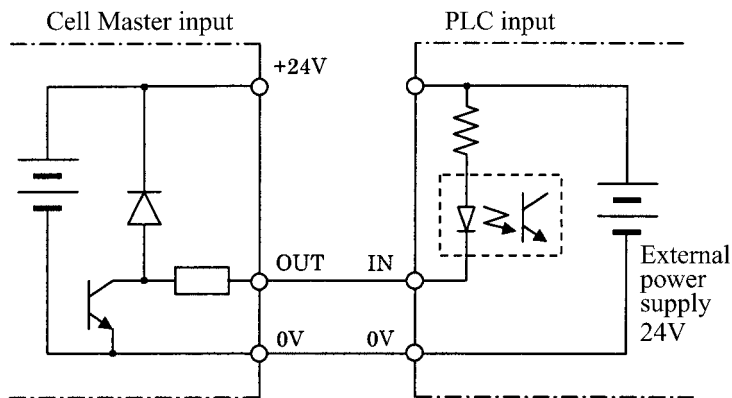 Cell Master input
PLC input
+24V
OUT
IN
0V
0V
External
power
supply
24V